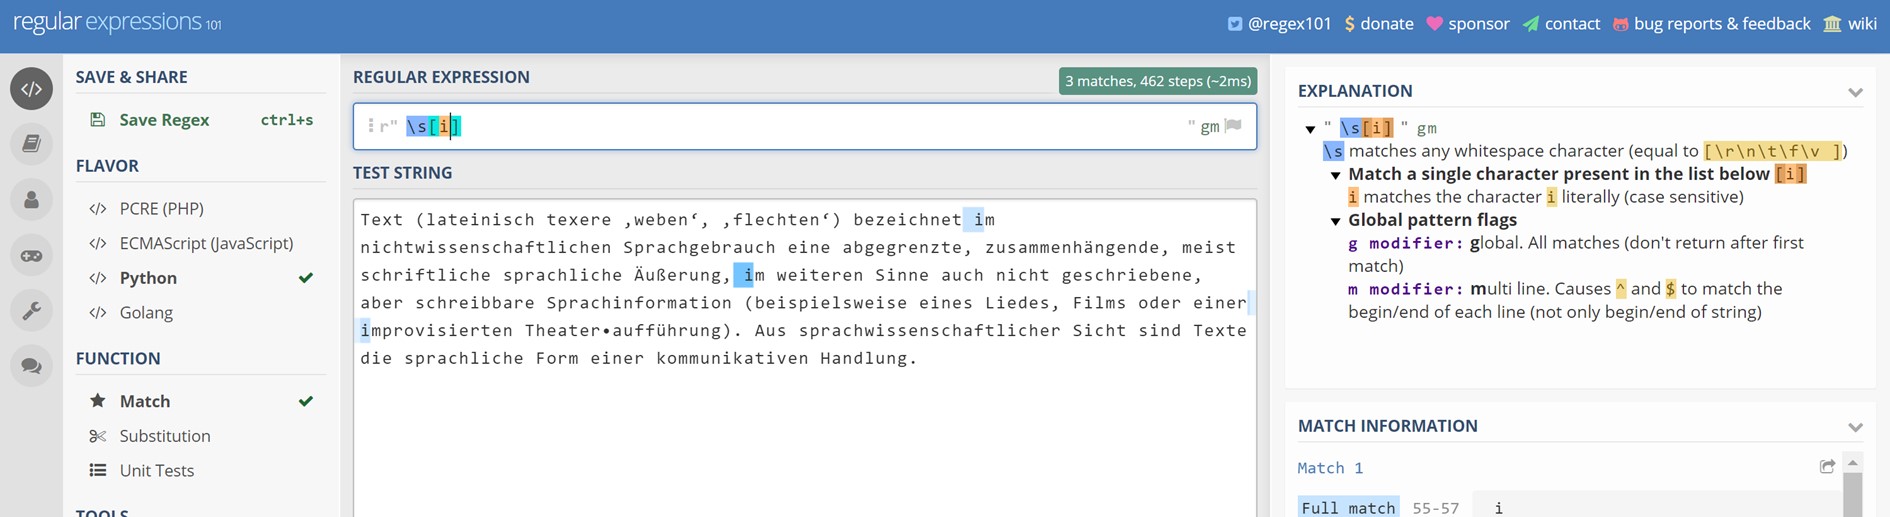 regular expressions 101
@regex101 $ donate sponsor contact bug reports & feedback wiki
SAVE & SHARE
Save Regex ctrl+s
FLAVOR
</> PCRE (PHP)
</> ECMAScript (JavaScript)
</> Python
</> Golang
FUNCTION
Match
Substitution
Unit Tests
TOOLS
REGULAR EXPRESSION
3 matches, 462 steps (~2ms)
r" \s[i] " gm
TEST STRING
Text (lateinisch texere ‚weben‘, ‚flechten‘) bezeichnet im
nichtwissenschaftlichen Sprachgebrauch eine abgegrenzte, zusammenhängende, meist
schriftliche sprachliche Äußerung, im weiteren Sinne auch nicht geschriebene,
aber schreibbare Sprachinformation (beispielsweise eines Liedes, Films oder einer
improvisierten Theater•aufführung). Aus sprachwissenschaftlicher Sicht sind Texte
die sprachliche Form einer kommunikativen Handlung.
EXPLANATION
" \s[i] " gm
\s matches any whitespace character (equal to [\r\n\t\f\v ])
Match a single character present in the list below [i]
i matches the character i literally (case sensitive)
Global pattern flags
g modifier: global. All matches (don't return after first
match)
m modifier: multi line. Causes ^ and $ to match the
begin/end of each line (not only begin/end of string)
MATCH INFORMATION
Match 1
Full match 55-57 i